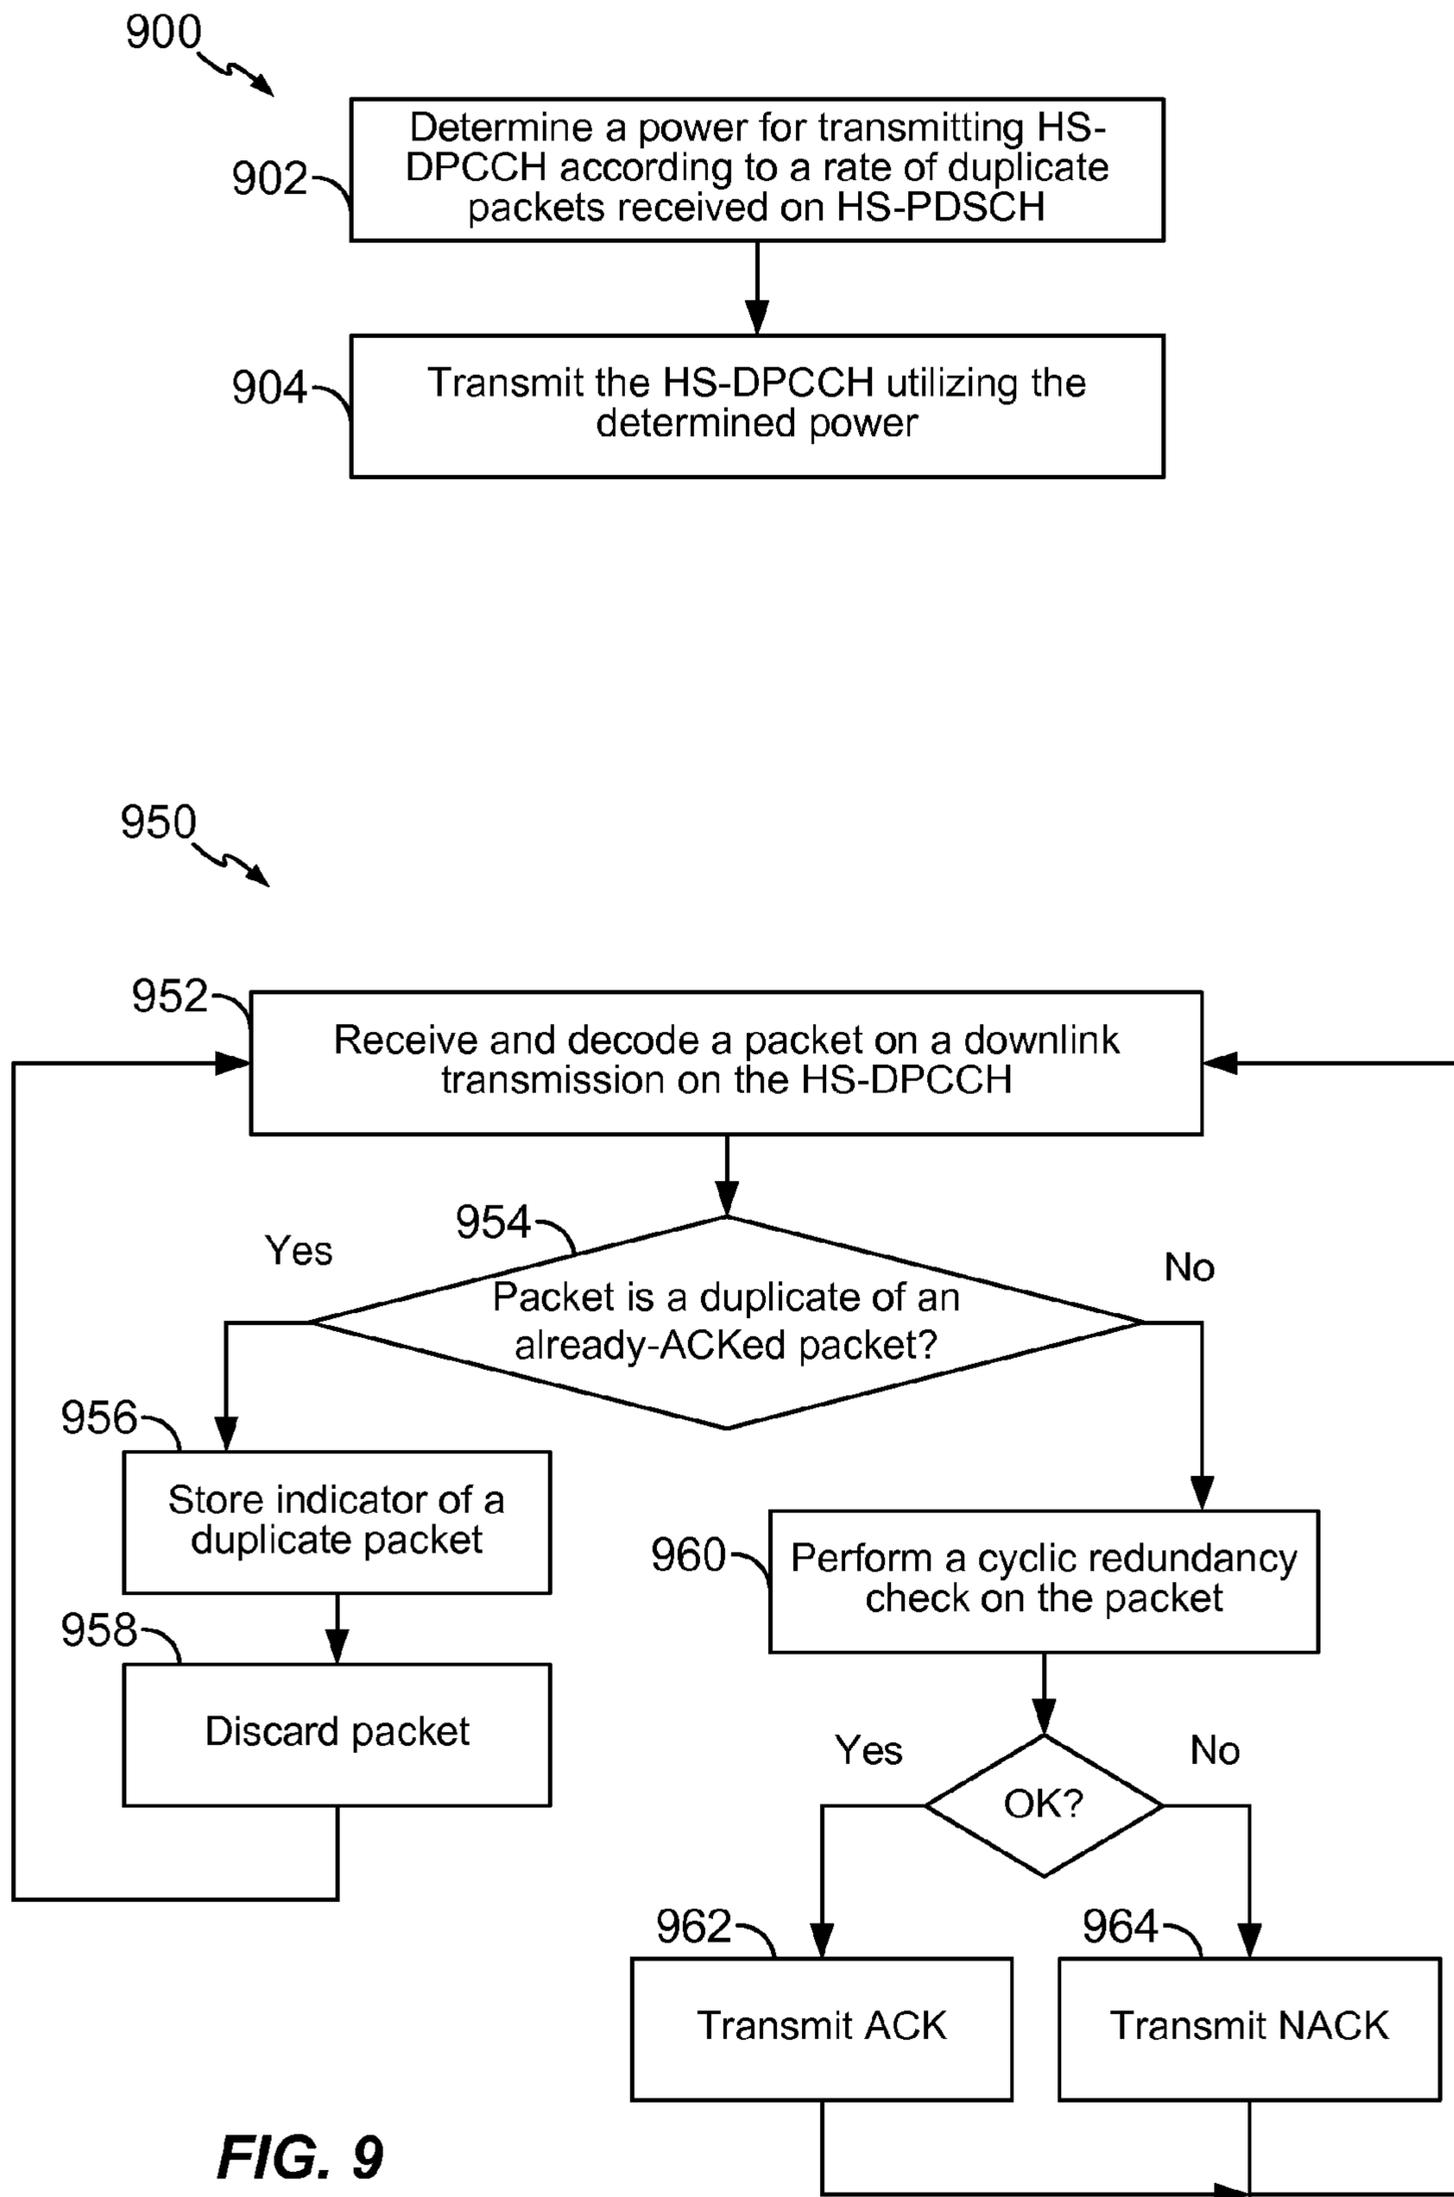 900
902
Determine a power for transmitting HS-
DPCCH according to a rate of duplicate
packets received on HS-PDSCH
904
Transmit the HS-DPCCH utilizing the
determined power
950
952
Receive and decode a packet on a downlink
transmission on the HS-DPCCH
954
Yes
No
Packet is a duplicate of an
already-ACKed packet?
956
Store indicator of a
duplicate packet
958
Discard packet
960
Perform a cyclic redundancy
check on the packet
Yes
No
OK?
962
Transmit ACK
964
Transmit NACK
FIG. 9